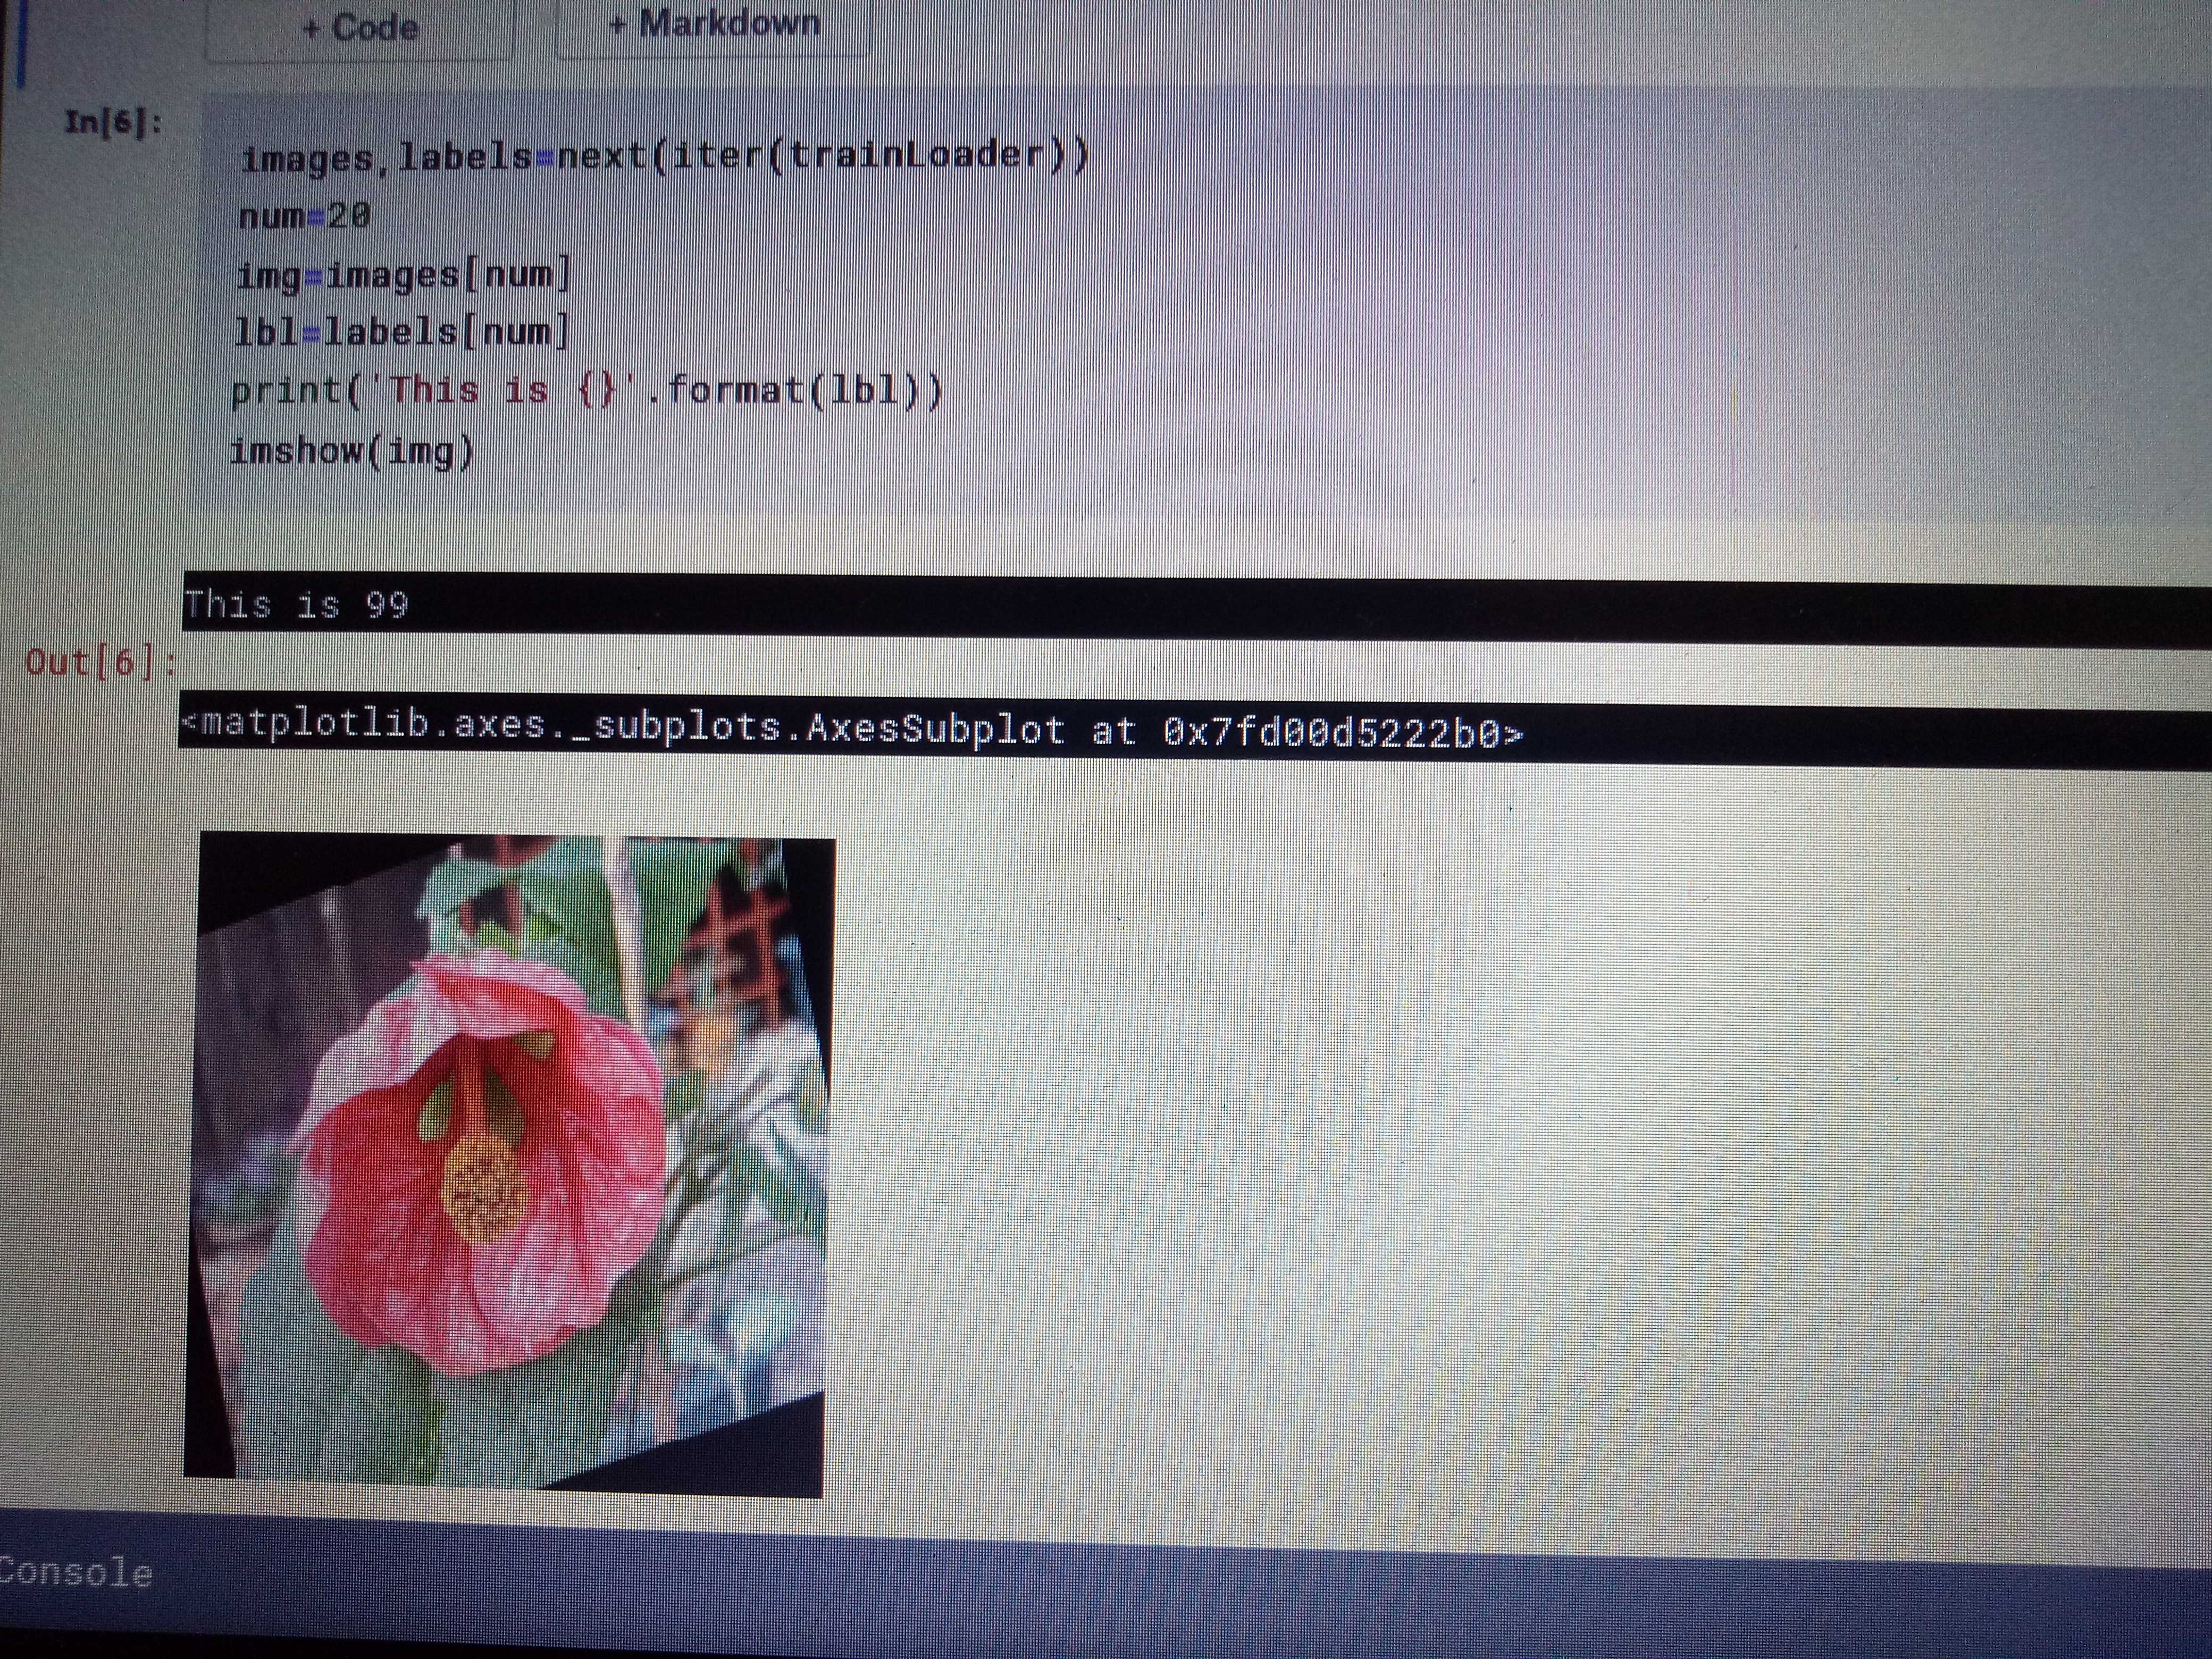 + Code + Markdown
In[6]:
images,labels=next(iter(trainLoader))
num=20
img=images[num]
lbl=labels[num]
print('This is {}'.format(lbl))
imshow(img)
This is 99
Out[6]:
<matplotlib.axes._subplots.AxesSubplot at 0x7fd00d5222b0>
Console